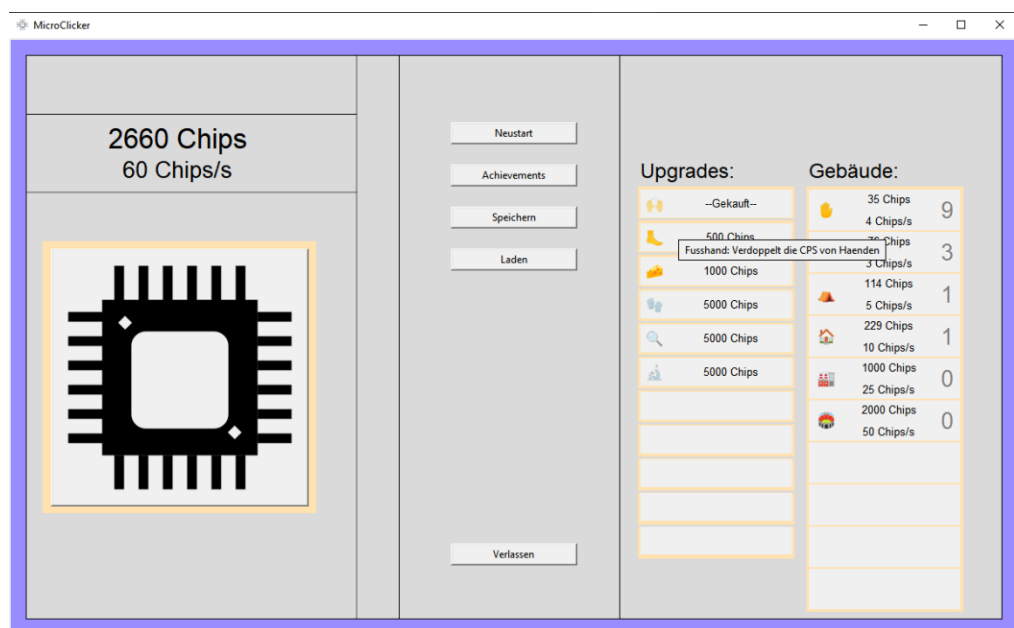 MicroClicker
2660 Chips
60 Chips/s
Neustart
Achievements
Speichern
Laden
Verlassen
Upgrades:
--Gekauft--
500 Chips
Fusshand: Verdoppelt die CPS von Haenden
1000 Chips
5000 Chips
5000 Chips
5000 Chips
Gebäude:
35 Chips
4 Chips/s
9
Chips
3 Chips/s
3
114 Chips
5 Chips/s
1
229 Chips
10 Chips/s
1
1000 Chips
25 Chips/s
0
2000 Chips
50 Chips/s
0